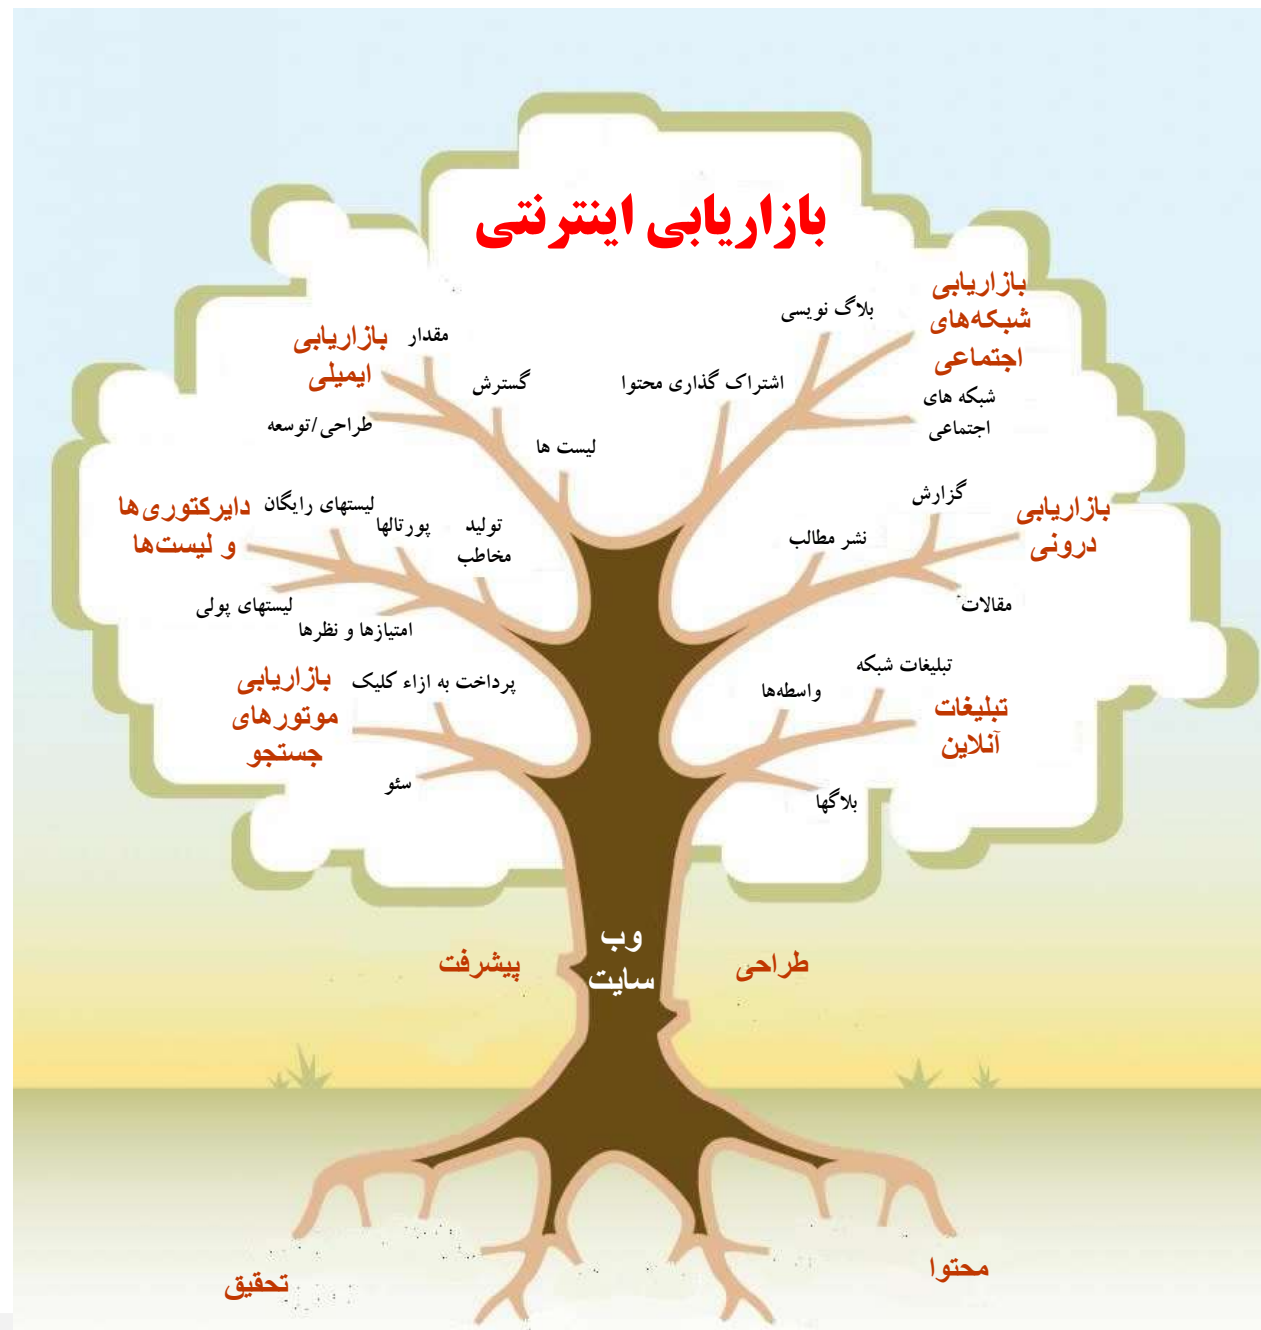 بازاریابی اینترنتی
بازاریابی
شبکه‌های
اجتماعی
بلاگ نویسی
اشتراک گذاری محتوا
شبکه های
اجتماعی
بازاریابی
ایمیلی
مقدار
گسترش
طراحی/توسعه
لیست ها
بازاریابی
درونی
گزارش
نشر مطالب
مقالات
دایرکتوری‌ها
و لیست‌ها
لیستهای رایگان
پورتالها
تولید
مخاطب
لیستهای پولی
امتیازها و نظرها
تبلیغات
آنلاین
تبلیغات شبکه
واسطه‌ها
بلاگها
بازاریابی
موتورهای
جستجو
پرداخت به ازاء کلیک
سئو
طراحی
وب
سایت
پیشرفت
محتوا
تحقیق